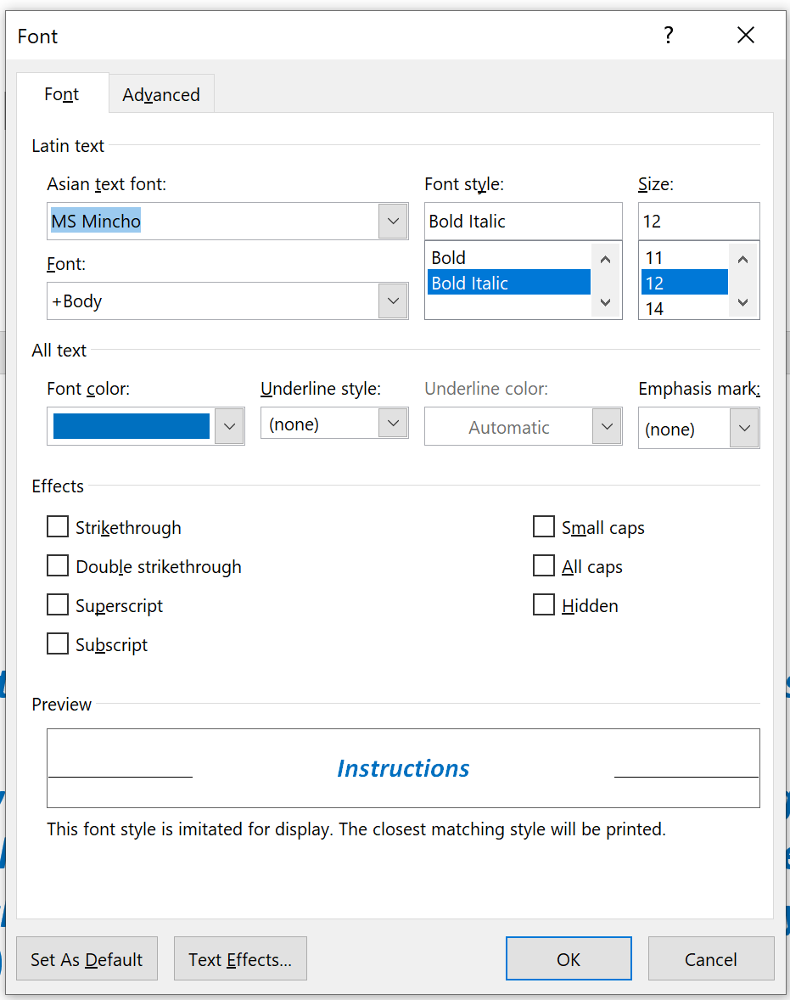 Font ?
Font Advanced
Latin text
Asian text font: Font style: Size:
MS Mincho Bold Italic 12
Bold 11
Font: Bold Italic 12
+Body 14
All text
Font color: Underline style: Underline color: Emphasis mark:
(none) Automatic (none)
Effects
Strikethrough Small caps
Double strikethrough All caps
Superscript Hidden
Subscript
Preview
Instructions
This font style is imitated for display. The closest matching style will be printed.
Set As Default Text Effects... OK Cancel